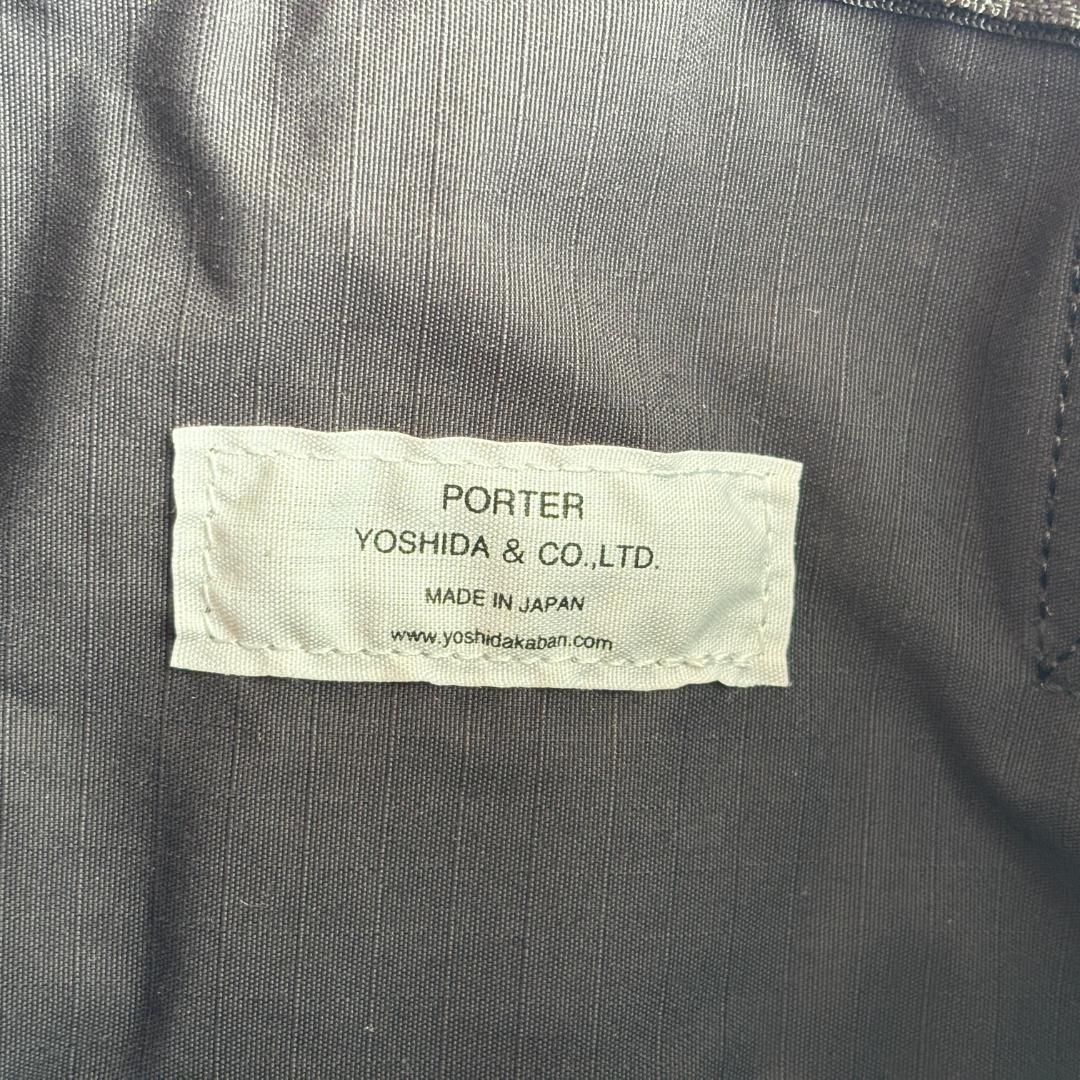 PORTER
YOSHIDA & CO.,LTD.
MADE IN JAPAN
www.yoshidakaban.com